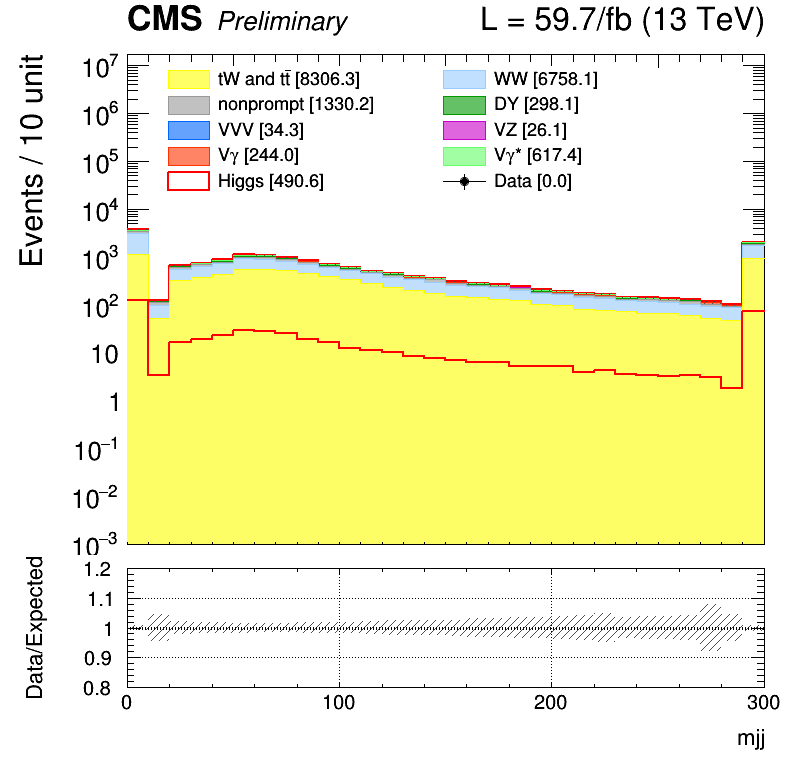 CMS Preliminary L = 59.7/fb (13 TeV)
Events / 10 unit
10⁷
10⁶
10⁵
10⁴
10³
10²
10
1
10⁻¹
10⁻²
10⁻³
tW and tt̄ [8306.3] WW [6758.1]
nonprompt [1330.2] DY [298.1]
VVV [34.3] VZ [26.1]
Vγ [244.0] Vγ* [617.4]
Higgs [490.6] Data [0.0]
Data/Expected
1.2
1.1
1
0.9
0.8
0 100 200 300
mjj